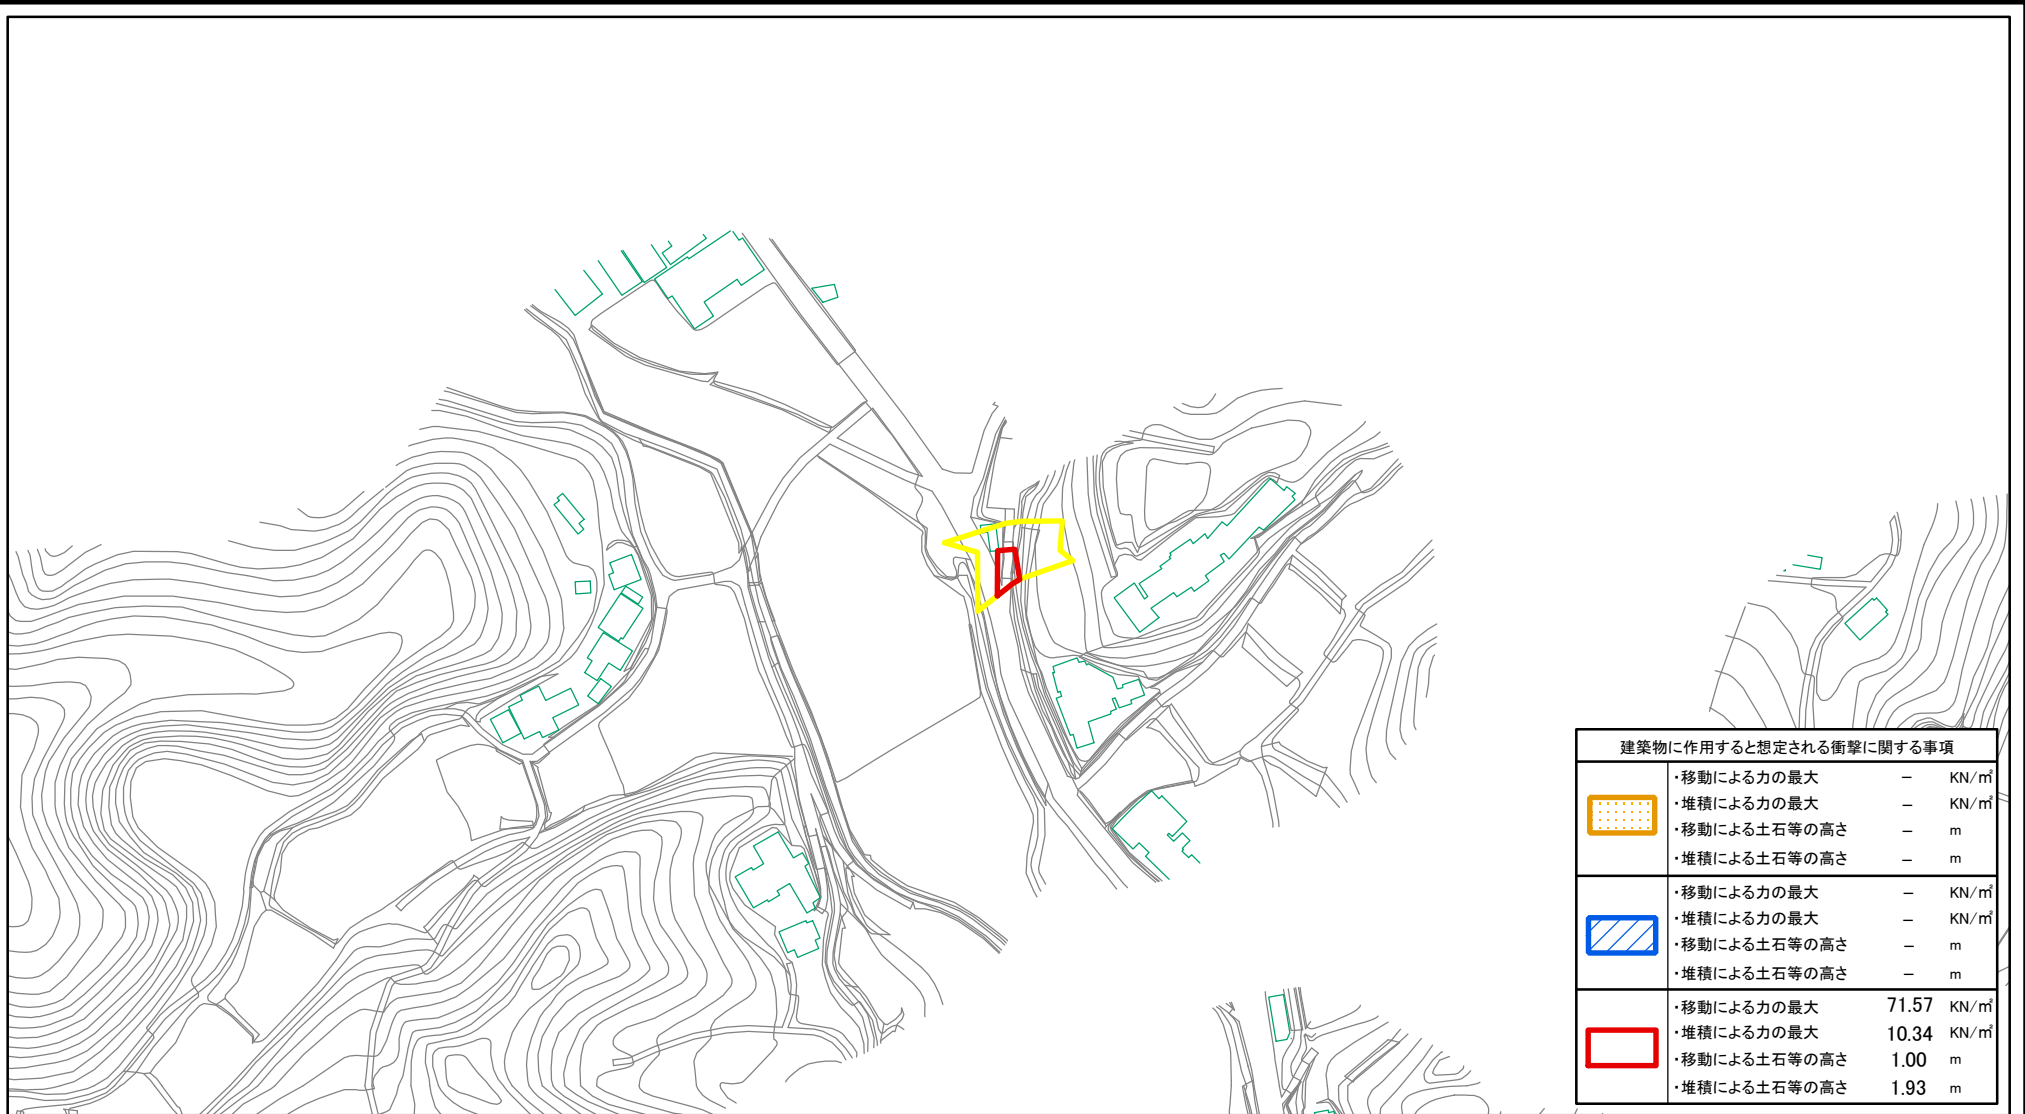 建築物に作用すると想定される衝撃に関する事項
・移動による力の最大 － KN/㎡
・堆積による力の最大 － KN/㎡
・移動による土石等の高さ － m
・堆積による土石等の高さ － m
・移動による力の最大 － KN/㎡
・堆積による力の最大 － KN/㎡
・移動による土石等の高さ － m
・堆積による土石等の高さ － m
・移動による力の最大 71.57 KN/㎡
・堆積による力の最大 10.34 KN/㎡
・移動による土石等の高さ 1.00 m
・堆積による土石等の高さ 1.93 m